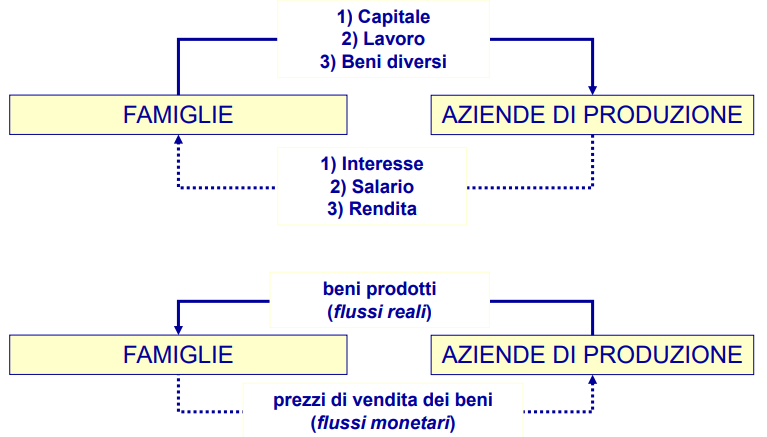 1) Capitale
2) Lavoro
3) Beni diversi
FAMIGLIE
AZIENDE DI PRODUZIONE
1) Interesse
2) Salario
3) Rendita
beni prodotti
(flussi reali)
FAMIGLIE
AZIENDE DI PRODUZIONE
prezzi di vendita dei beni
(flussi monetari)